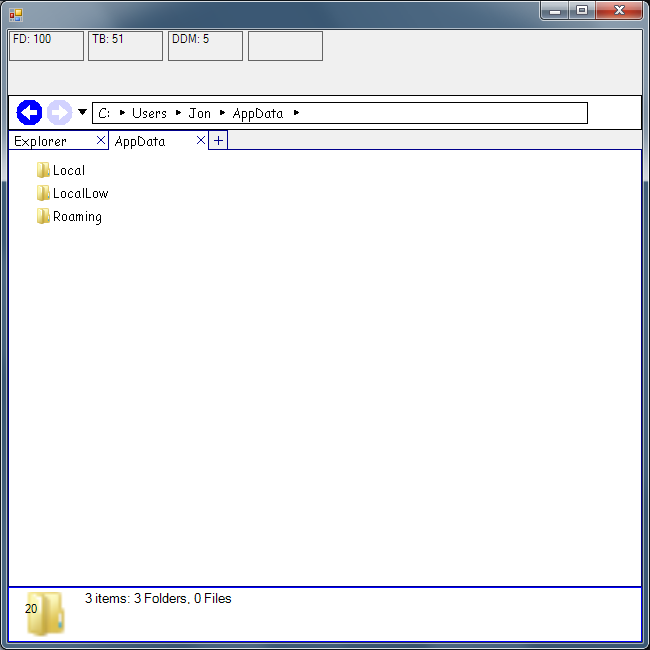 FD: 100 TB: 51 DDM: 5
C: Users Jon AppData
Explorer AppData +
Local
LocalLow
Roaming
20 3 items: 3 Folders, 0 Files